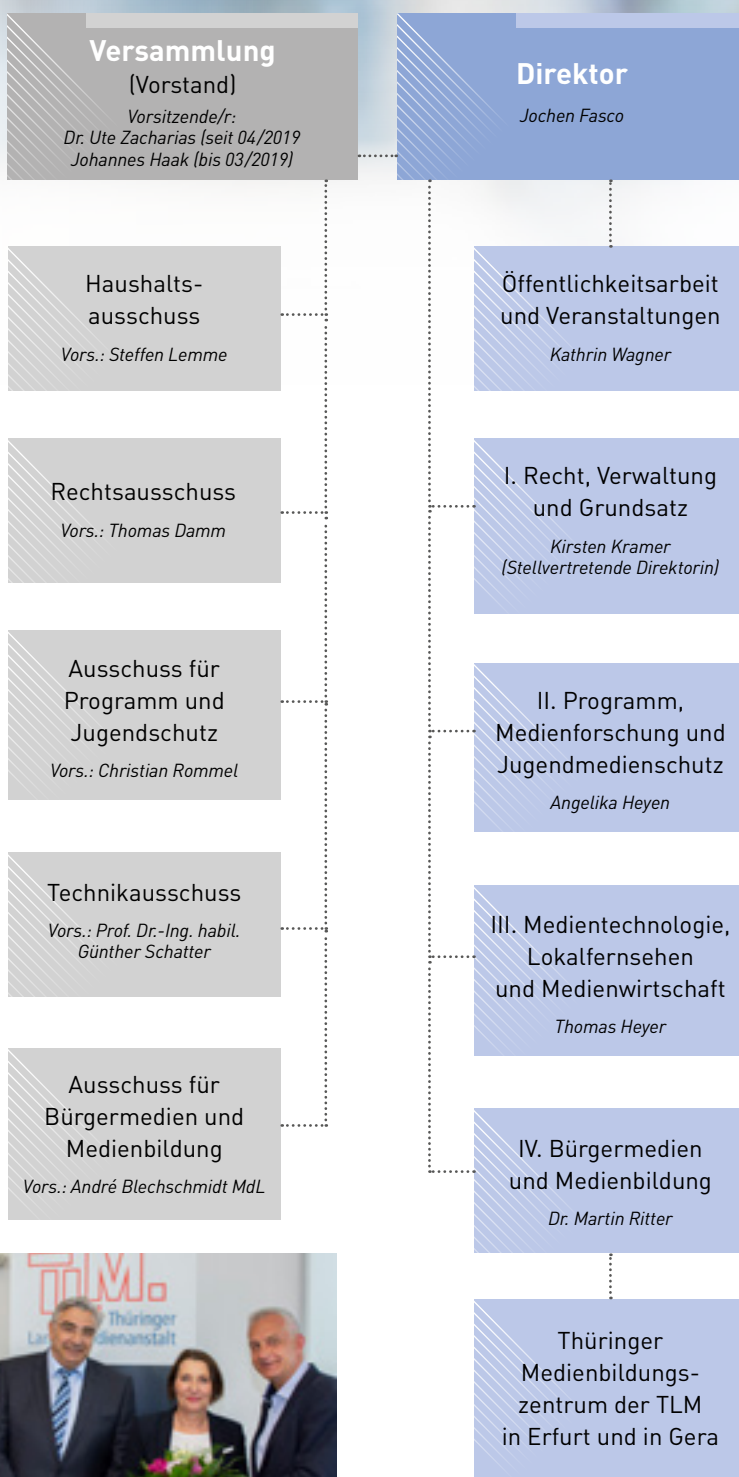 Versammlung
(Vorstand)
Vorsitzende/r:
Dr. Ute Zacharias (seit 04/2019
Johannes Haak (bis 03/2019)
Haushalts-
ausschuss
Vors.: Steffen Lemme
Rechtsausschuss
Vors.: Thomas Damm
Ausschuss für
Programm und
Jugendschutz
Vors.: Christian Rommel
Technikausschuss
Vors.: Prof. Dr.-Ing. habil.
Günther Schatter
Ausschuss für
Bürgermedien und
Medienbildung
Vors.: André Blechschmidt MdL
TLM.
Thüringer
La dienanstalt
Direktor
Jochen Fasco
Öffentlichkeitsarbeit
und Veranstaltungen
Kathrin Wagner
I. Recht, Verwaltung
und Grundsatz
Kirsten Kramer
(Stellvertretende Direktorin)
II. Programm,
Medienforschung und
Jugendmedienschutz
Angelika Heyen
III. Medientechnologie,
Lokalfernsehen
und Medienwirtschaft
Thomas Heyer
IV. Bürgermedien
und Medienbildung
Dr. Martin Ritter
Thüringer
Medienbildungs-
zentrum der TLM
in Erfurt und in Gera